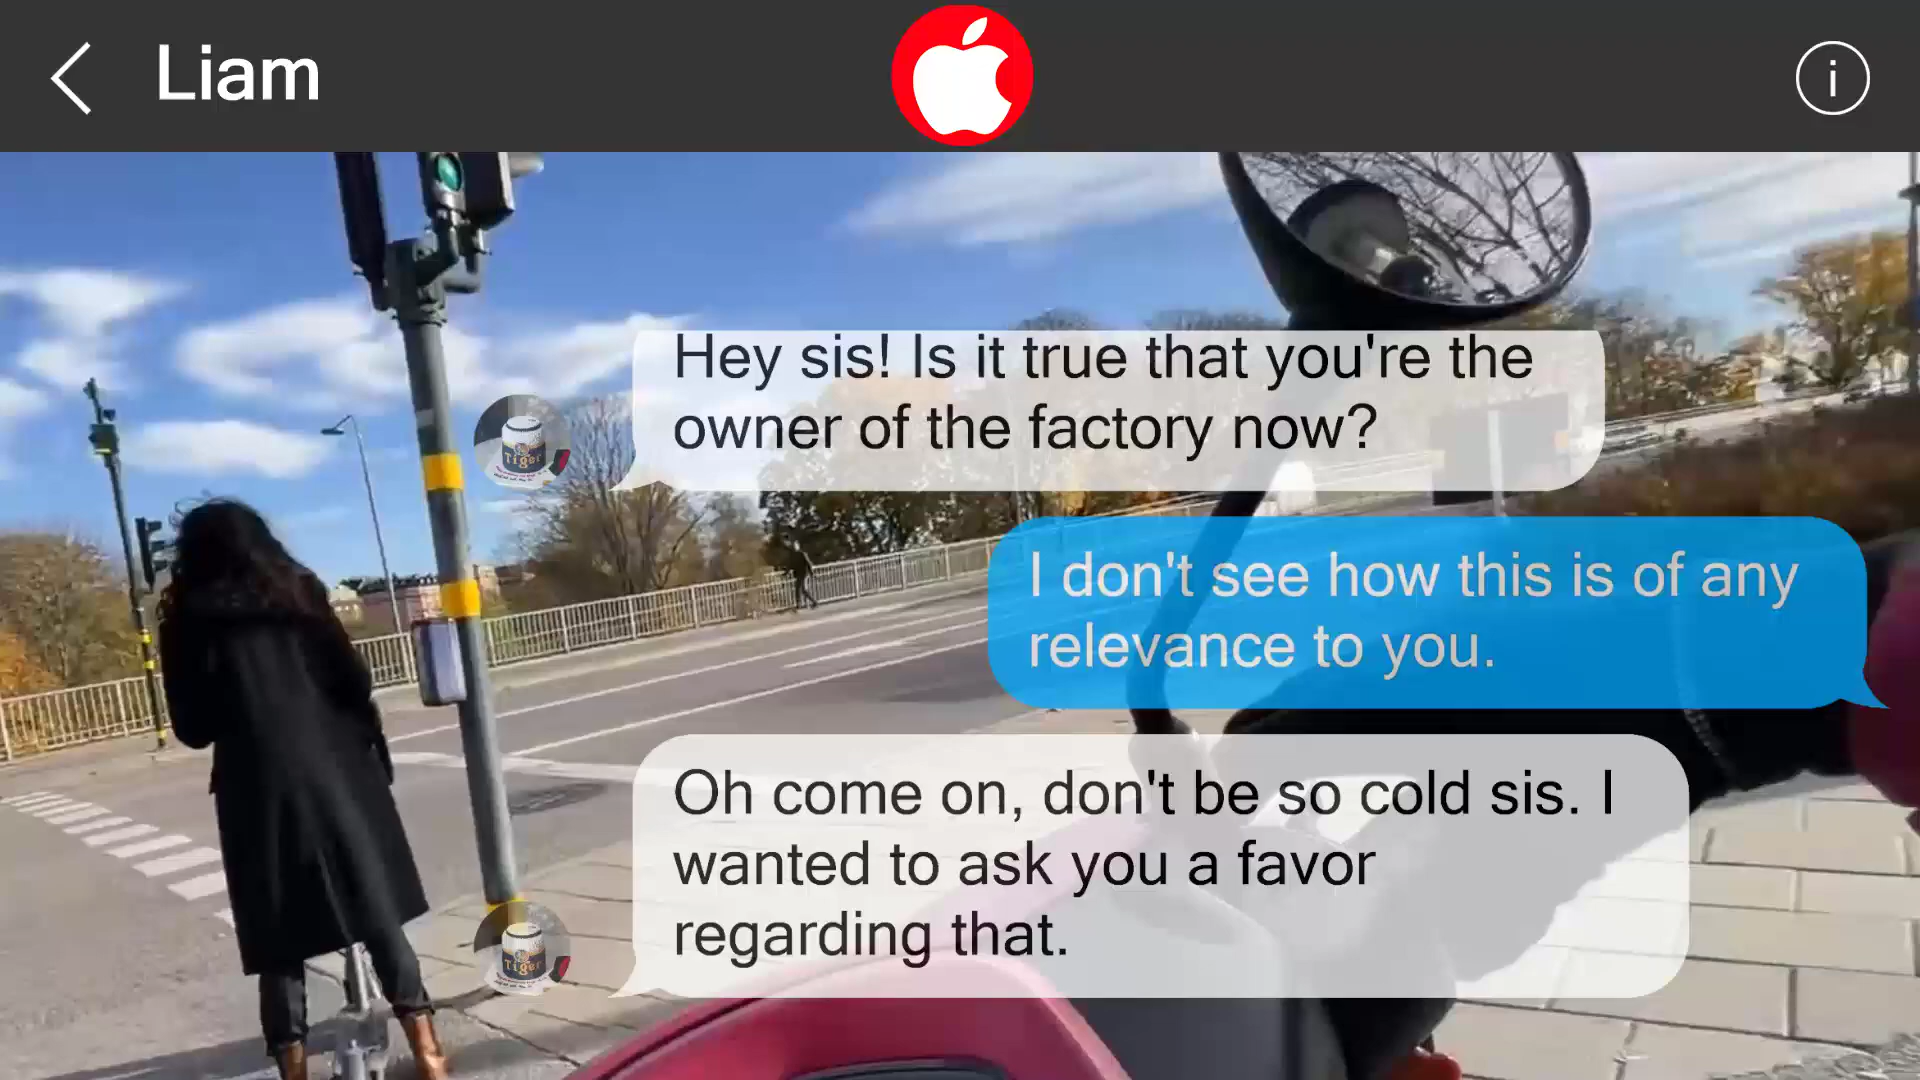 Liam
Hey sis! Is it true that you're the
owner of the factory now?
Tiger
I don't see how this is of any
relevance to you.
Oh come on, don't be so cold sis. I
wanted to ask you a favor
regarding that.
Tiger